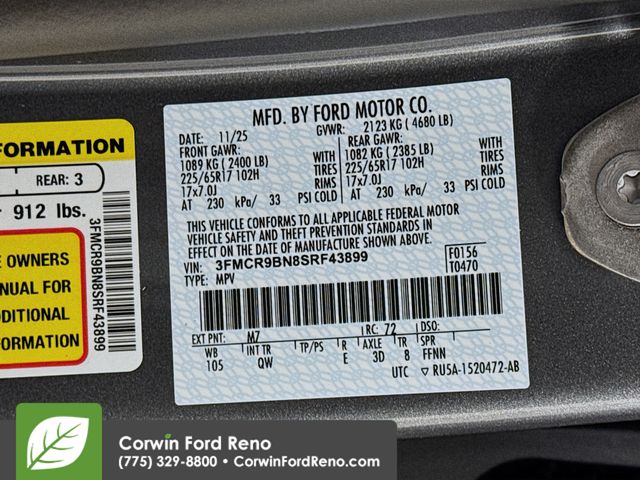 FORMATION
REAR: 3
912 lbs.
E OWNERS
NUAL FOR
DITIONAL
ORMATION
3FMCR9BN8SRF43899
MFD. BY FORD MOTOR CO.
DATE: 11/25 GVWR: 2123 KG ( 4680 LB)
FRONT GAWR: REAR GAWR:
1089 KG ( 2400 LB) WITH 1082 KG ( 2385 LB) WITH
225/65R17 102H TIRES 225/65R17 102H TIRES
17x7.0J RIMS 17x7.0J RIMS
AT 230 kPa/ 33 PSI COLD AT 230 kPa/ 33 PSI COLD
THIS VEHICLE CONFORMS TO ALL APPLICABLE FEDERAL MOTOR
VEHICLE SAFETY AND THEFT PREVENTION STANDARDS IN
EFFECT ON THE DATE OF MANUFACTURE SHOWN ABOVE.
VIN: 3FMCR9BN8SRF43899 F0156
TYPE: MPV T0470
EXT PNT: M7 RC: 72 DSO:
WB INT TR TP/PS R AXLE TR SPR
105 QW E 3D 8 FFNN
UTC ▽ RU5A-1520472-AB
Corwin Ford Reno
(775) 329-8800 • CorwinFordReno.com